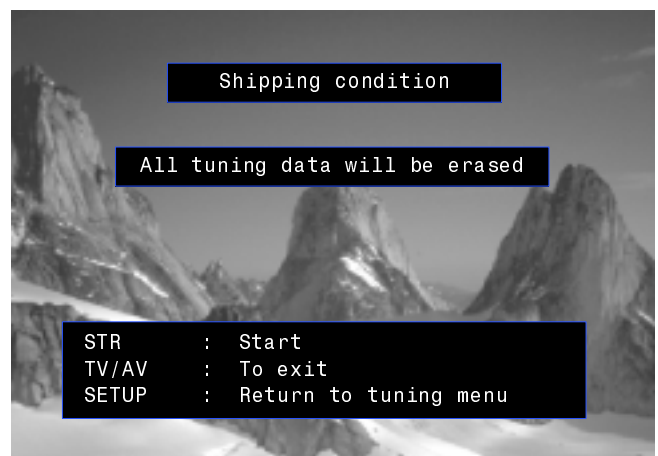 Shipping condition
All tuning data will be erased
STR : Start
TV/AV : To exit
SETUP : Return to tuning menu